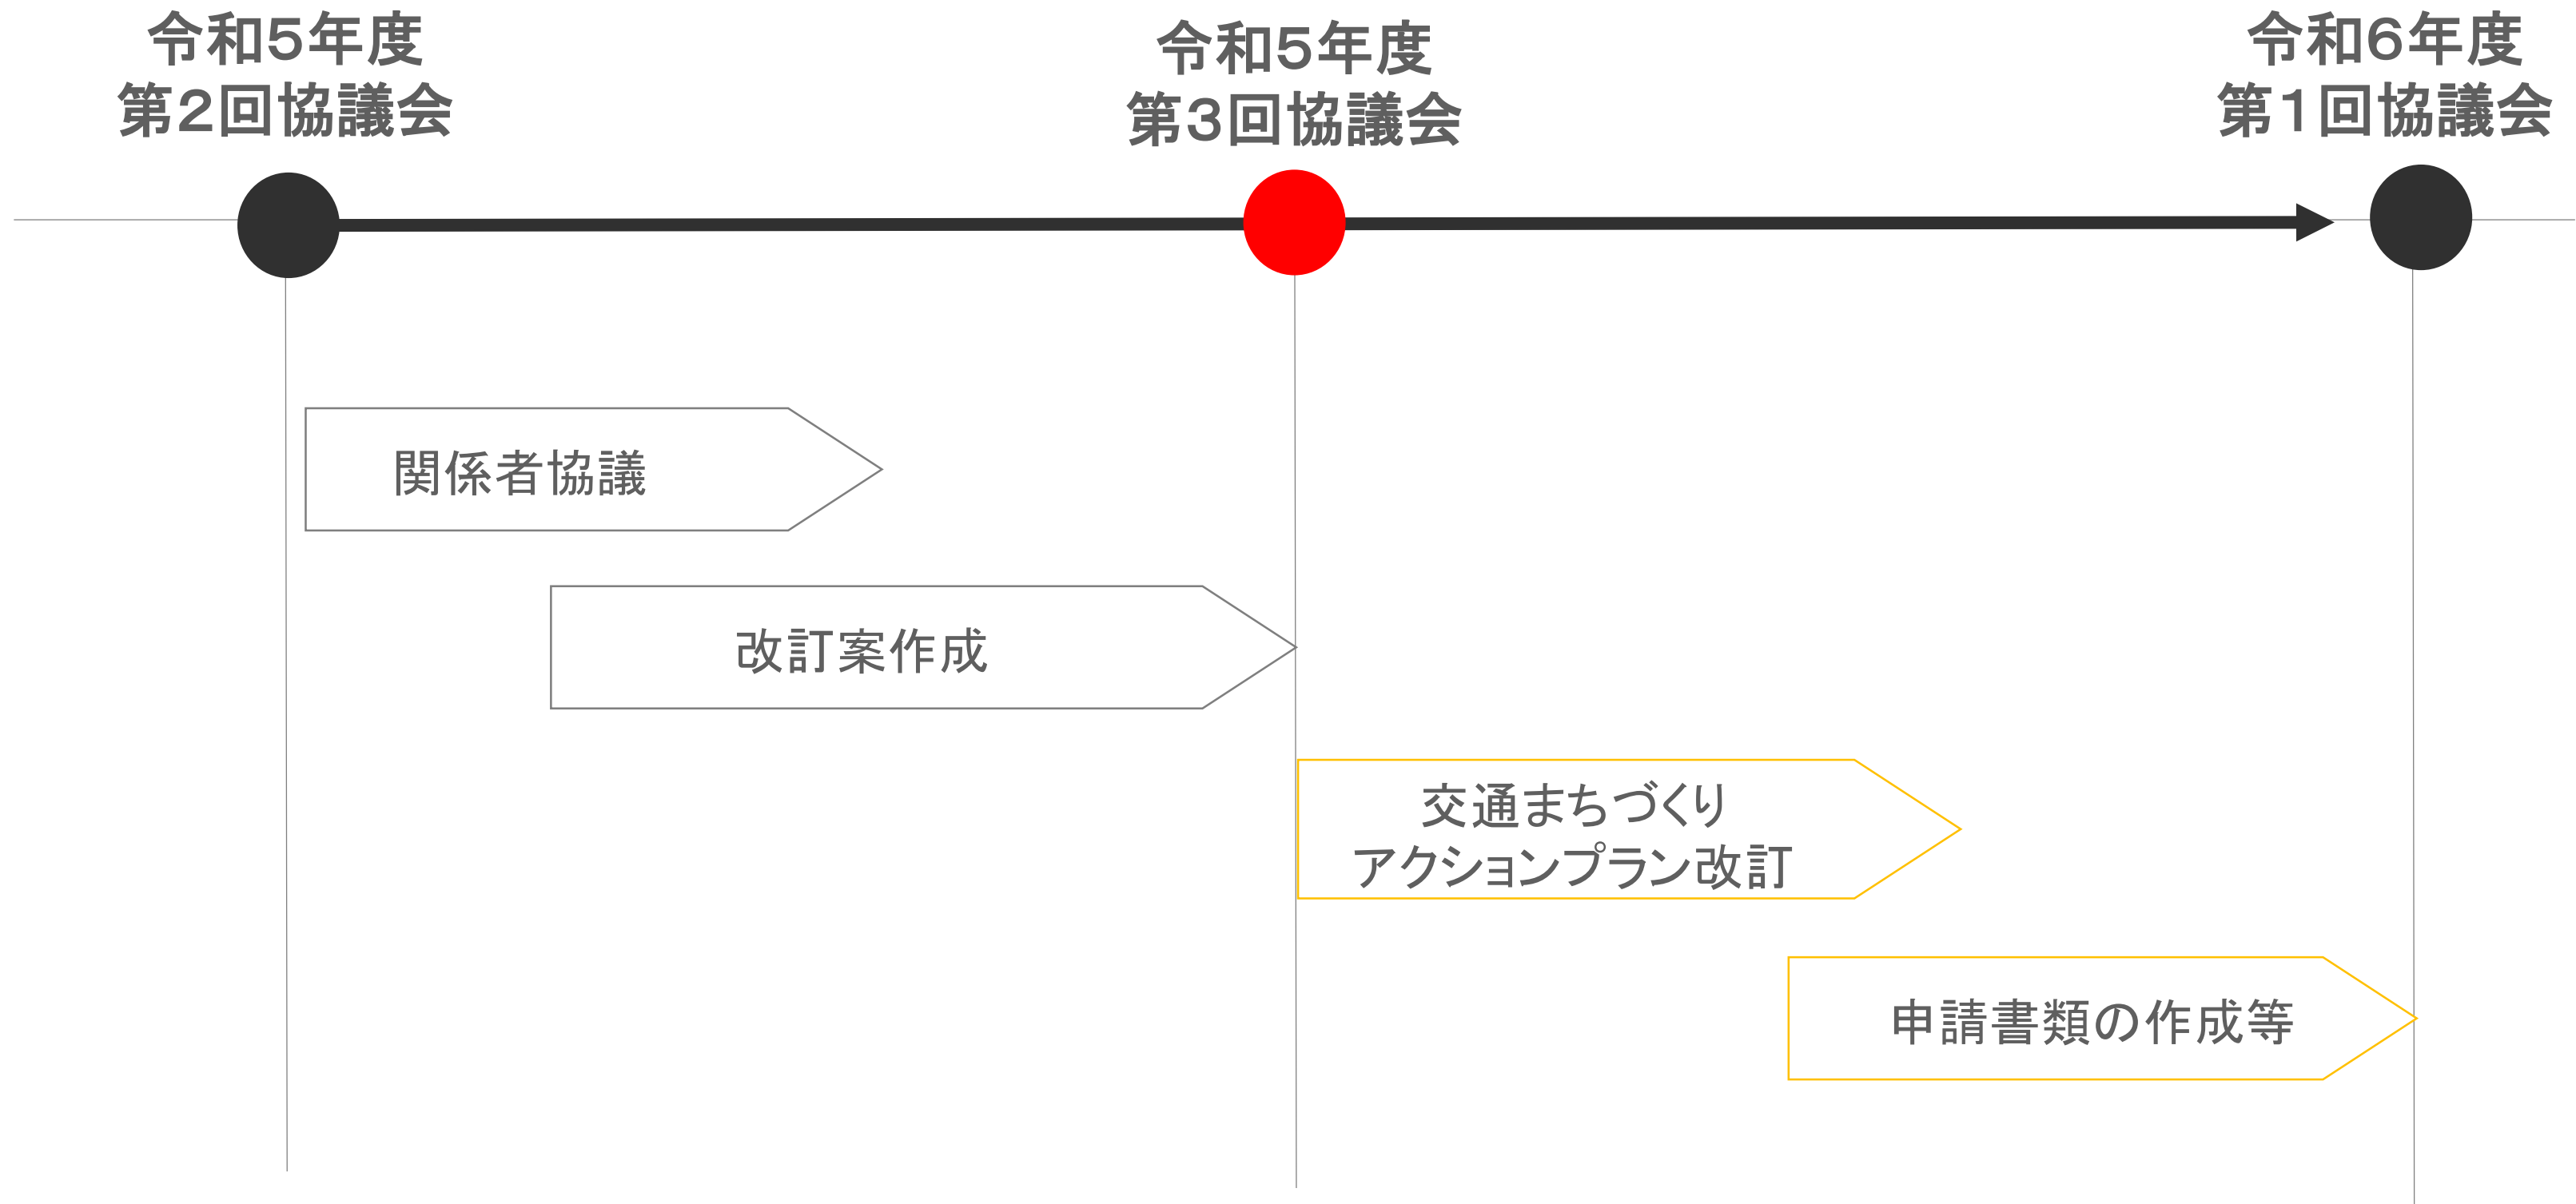 令和5年度
第2回協議会
令和5年度
第3回協議会
令和6年度
第1回協議会
関係者協議
改訂案作成
交通まちづくり
アクションプラン改訂
申請書類の作成等